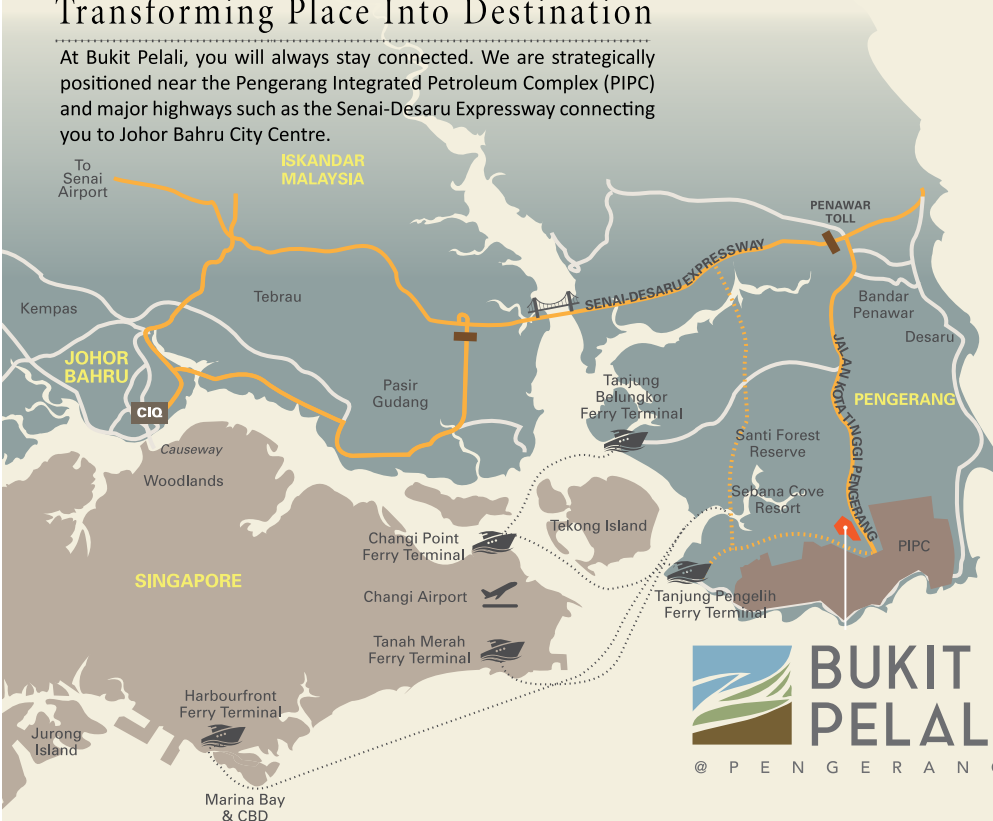 Transforming Place Into Destination
At Bukit Pelali, you will always stay connected. We are strategically
positioned near the Pengerang Integrated Petroleum Complex (PIPC)
and major highways such as the Senai-Desaru Expressway connecting
you to Johor Bahru City Centre.
To
Senai
Airport
ISKANDAR
MALAYSIA
PENAWAR
TOLL
SENAI-DESARU EXPRESSWAY
Kempas
Tebrau
Bandar
Penawar
Desaru
JOHOR
BAHRU
Pasir
Gudang
Tanjung
Belungkor
Ferry Terminal
JALAN KOTA TINGGI PENGERANG
PENGERANG
CIQ
Causeway
Woodlands
Santi Forest
Reserve
Sebana Cove
Resort
Changi Point
Ferry Terminal
Tekong Island
PIPC
SINGAPORE
Changi Airport
Tanjung Pengelih
Ferry Terminal
Tanah Merah
Ferry Terminal
Harbourfront
Ferry Terminal
Jurong
Island
Marina Bay
& CBD
BUKIT
PELAL
@ PENGERAN